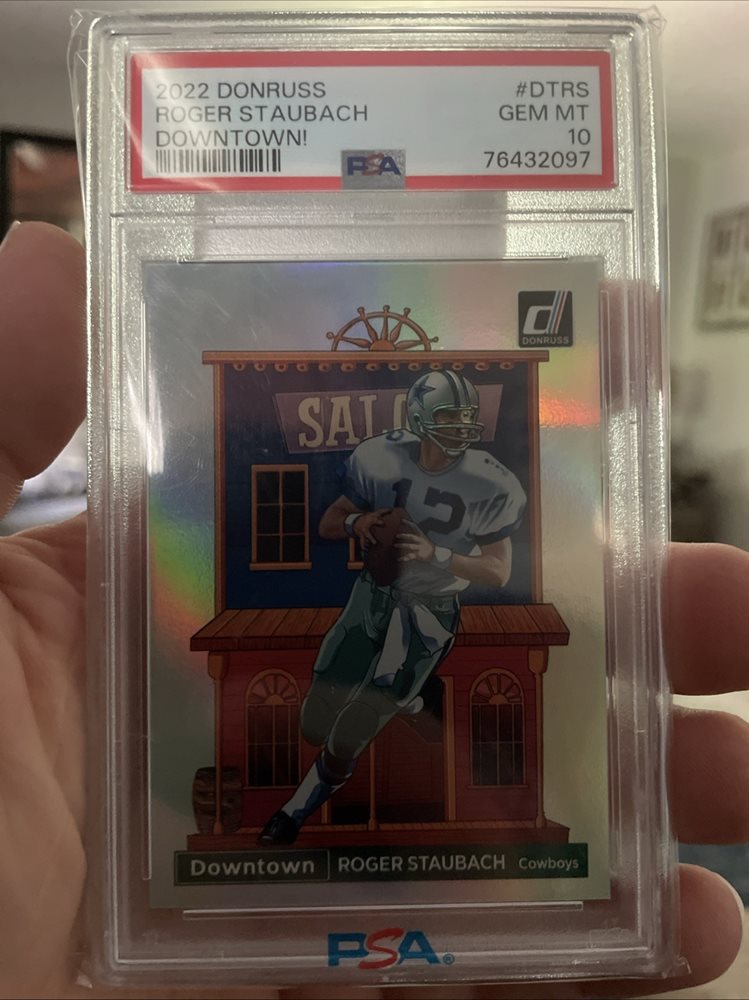 2022 DONRUSS #DTRS
ROGER STAUBACH GEM MT
DOWNTOWN! 10
PSA 76432097
DONRUSS
SAL
12
Downtown ROGER STAUBACH Cowboys
PSA®